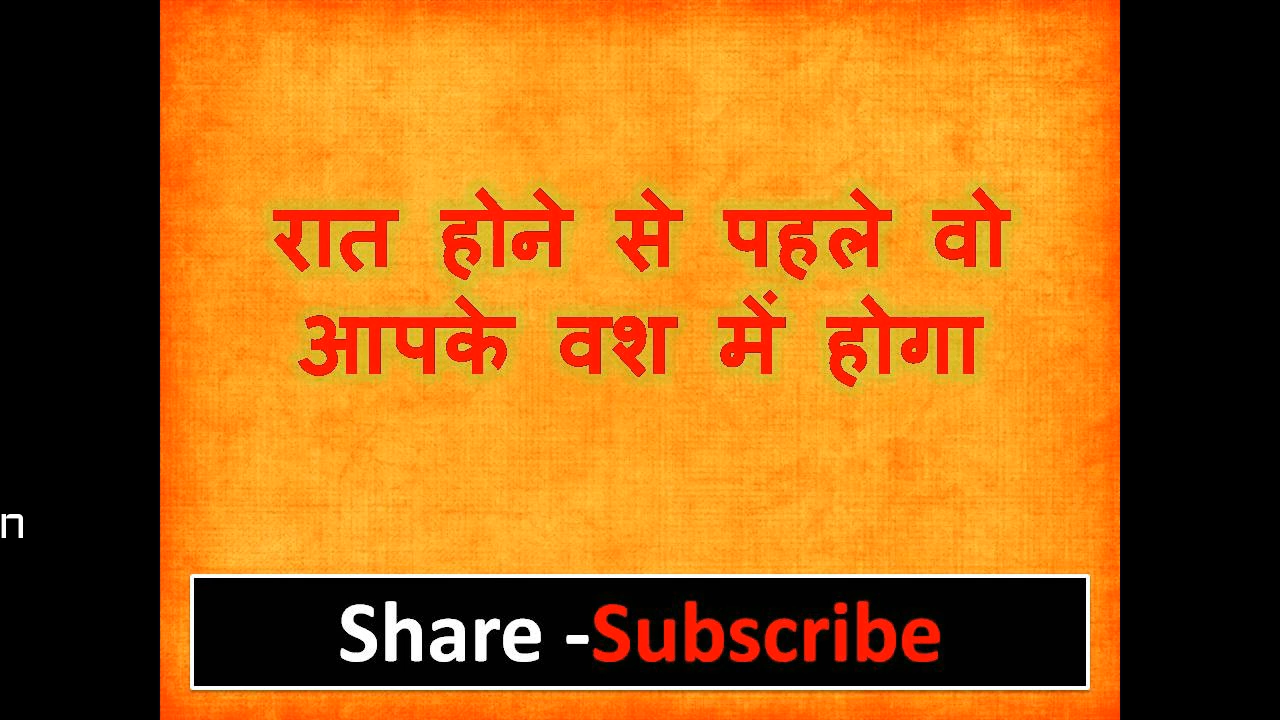 रात होने से पहले वो
आपके वश में होगा
n
Share -Subscribe